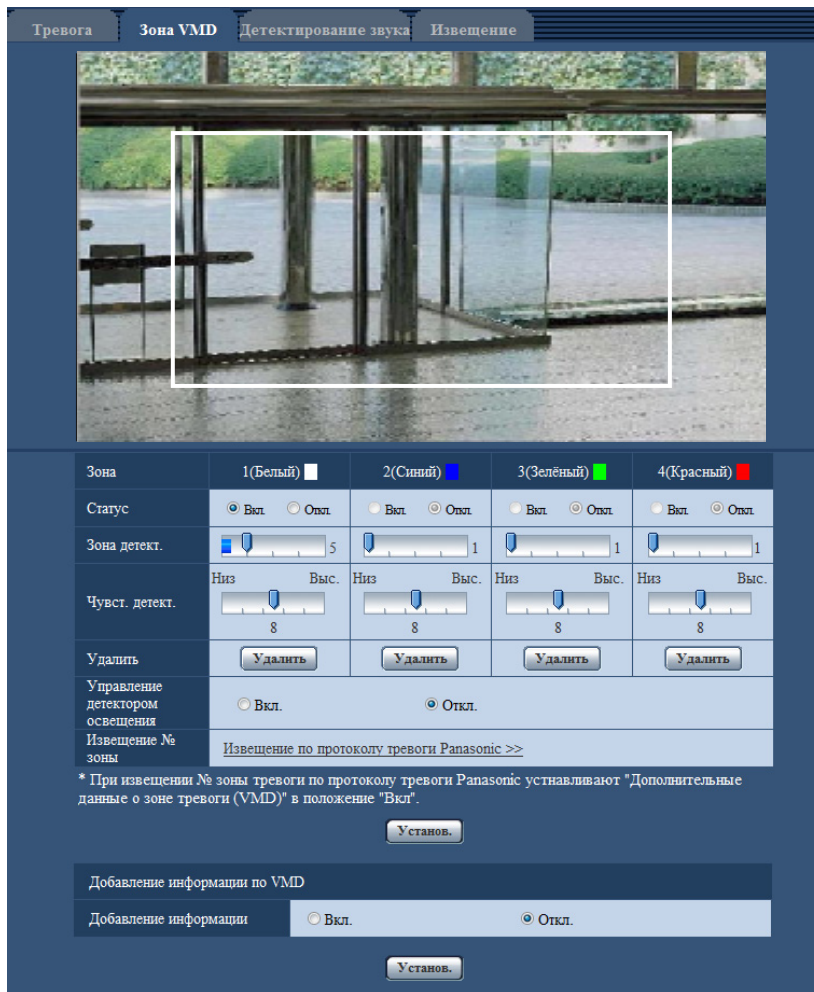 Тревога Зона VMD Детектирование звука Извещение
Зона 1(Белый) 2(Синий) 3(Зелёный) 4(Красный)
Статус Вкл. Откл. Вкл. Откл. Вкл. Откл. Вкл. Откл.
Зона детект. 5 1 1 1
Низ Выс. Низ Выс. Низ Выс. Низ Выс.
Чувст. детект.
8 8 8 8
Удалить Удалить Удалить Удалить Удалить
Управление
детектором
освещения
Вкл. Откл.
Извещение №
зоны
Извещение по протоколу тревоги Panasonic >>
* При извещении № зоны тревоги по протоколу тревоги Panasonic устнавливают "Дополнительные
данные о зоне тревоги (VMD)" в положение "Вкл".
Установ.
Добавление информации по VMD
Добавление информации Вкл. Откл.
Установ.